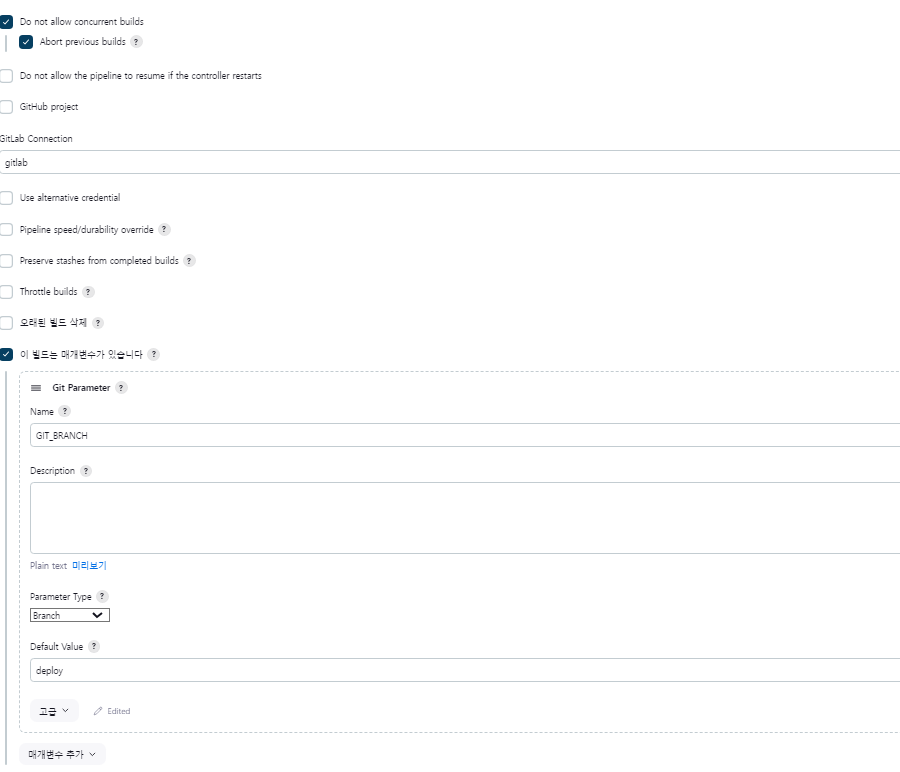 Do not allow concurrent builds
Abort previous builds ?
Do not allow the pipeline to resume if the controller restarts
GitHub project
GitLab Connection
gitlab
Use alternative credential
Pipeline speed/durability override ?
Preserve stashes from completed builds ?
Throttle builds ?
오래된 빌드 삭제 ?
이 빌드는 매개변수가 있습니다 ?
Git Parameter ?
Name ?
GIT_BRANCH
Description ?
Plain text 미리보기
Parameter Type ?
Branch
Default Value ?
deploy
고급 Edited
매개변수 추가